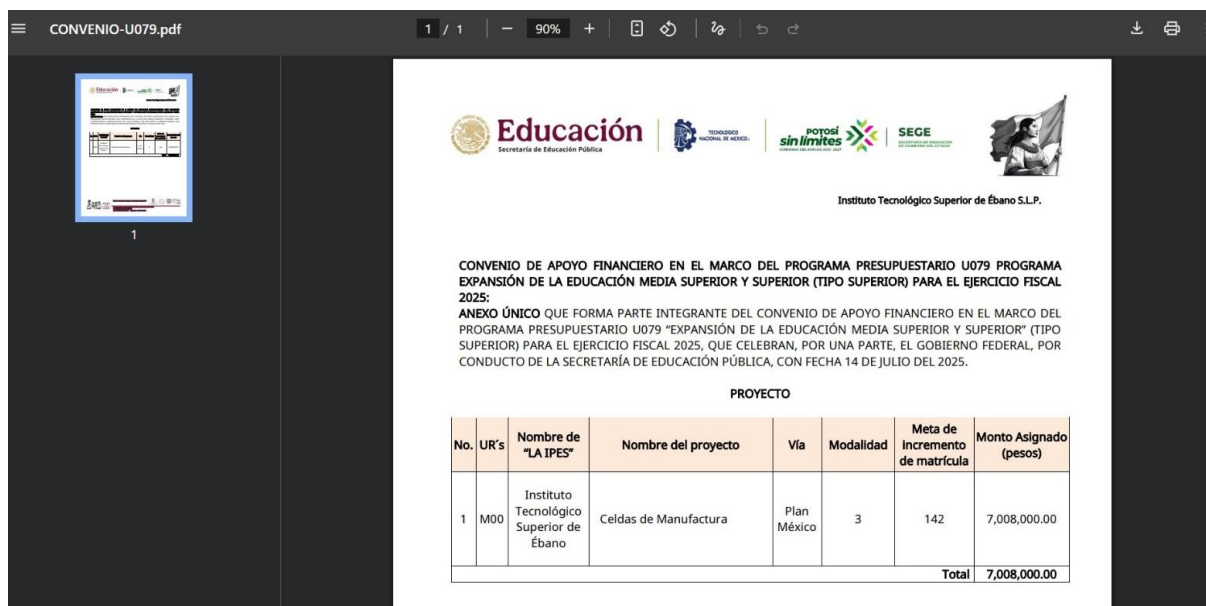 CONVENIO-U079.pdf
1 / 1
90%
1
Educación
Secretaría de Educación Pública
TECNOLÓGICO
NACIONAL DE MÉXICO
POTOSÍ
sin límites
SEGE
SECRETARÍA DE EDUCACIÓN
DE GOBIERNO DEL ESTADO
Instituto Tecnológico Superior de Ébano S.L.P.
CONVENIO DE APOYO FINANCIERO EN EL MARCO DEL PROGRAMA PRESUPUESTARIO U079 PROGRAMA
EXPANSIÓN DE LA EDUCACIÓN MEDIA SUPERIOR Y SUPERIOR (TIPO SUPERIOR) PARA EL EJERCICIO FISCAL
2025:
ANEXO ÚNICO QUE FORMA PARTE INTEGRANTE DEL CONVENIO DE APOYO FINANCIERO EN EL MARCO DEL
PROGRAMA PRESUPUESTARIO U079 “EXPANSIÓN DE LA EDUCACIÓN MEDIA SUPERIOR Y SUPERIOR” (TIPO
SUPERIOR) PARA EL EJERCICIO FISCAL 2025, QUE CELEBRAN, POR UNA PARTE, EL GOBIERNO FEDERAL, POR
CONDUCTO DE LA SECRETARÍA DE EDUCACIÓN PÚBLICA, CON FECHA 14 DE JULIO DEL 2025.
PROYECTO
No. UR´s Nombre de “LA IPES” Nombre del proyecto Vía Modalidad Meta de incremento de matrícula Monto Asignado (pesos)
1 M00 Instituto Tecnológico Superior de Ébano Celdas de Manufactura Plan México 3 142 7,008,000.00
Total 7,008,000.00